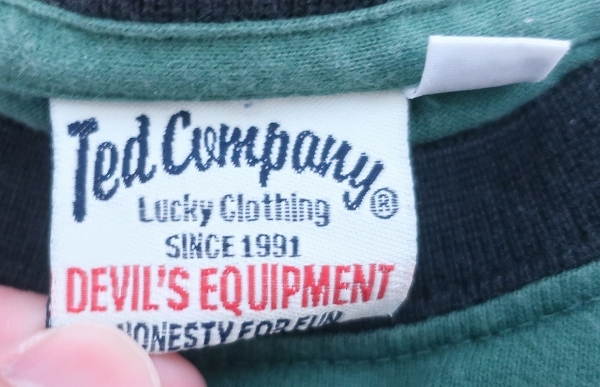 Ted Company®
Lucky Clothing
SINCE 1991
DEVIL'S EQUIPMENT
HONESTY FOR FUN